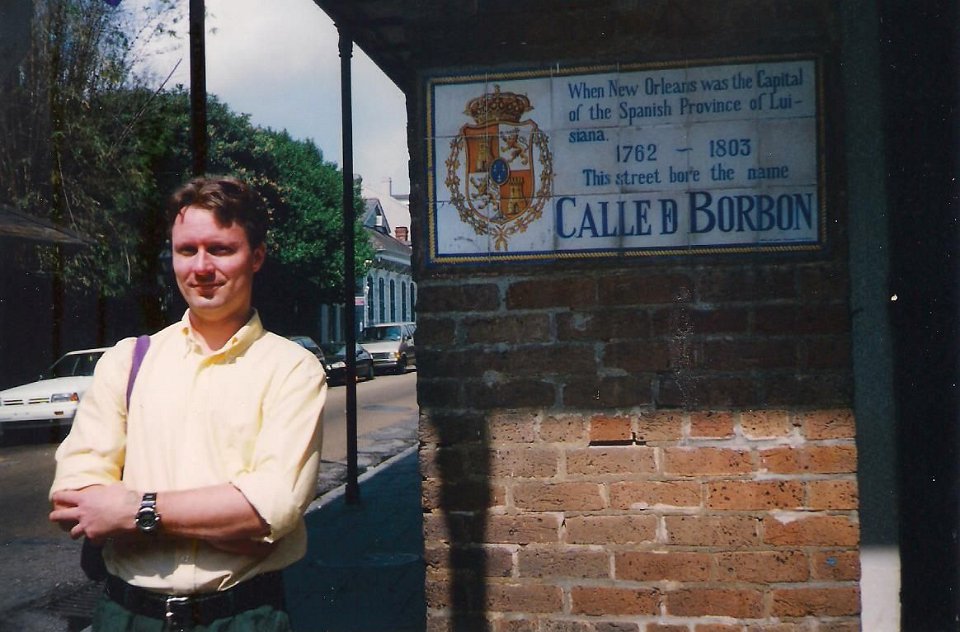 When New Orleans was the Capital
of the Spanish Province of Lui-
siana.
1762 - 1803
This street bore the name
CALLE D BORBON